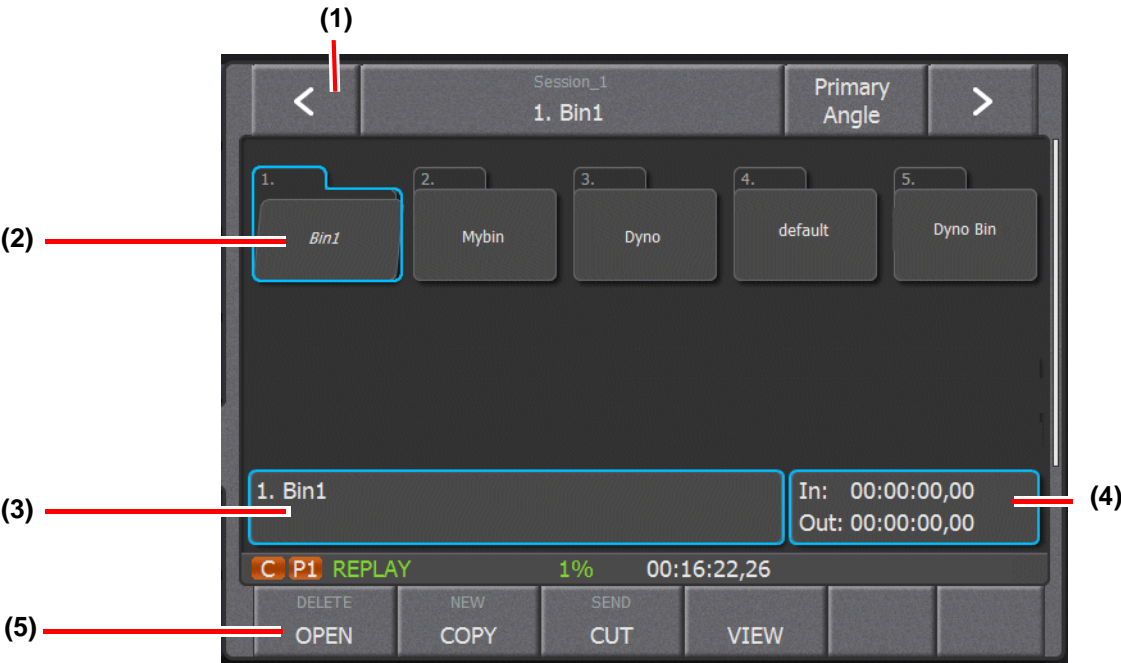 (1)
<
Session_1
1. Bin1
Primary
Angle
>
1.
2.
3.
4.
5.
(2)
Bin1
Mybin
Dyno
default
Dyno Bin
1. Bin1
In: 00:00:00,00
(3)
(4)
Out: 00:00:00,00
C P1 REPLAY 1% 00:16:22,26
DELETE
NEW
SEND
(5)
OPEN
COPY
CUT
VIEW